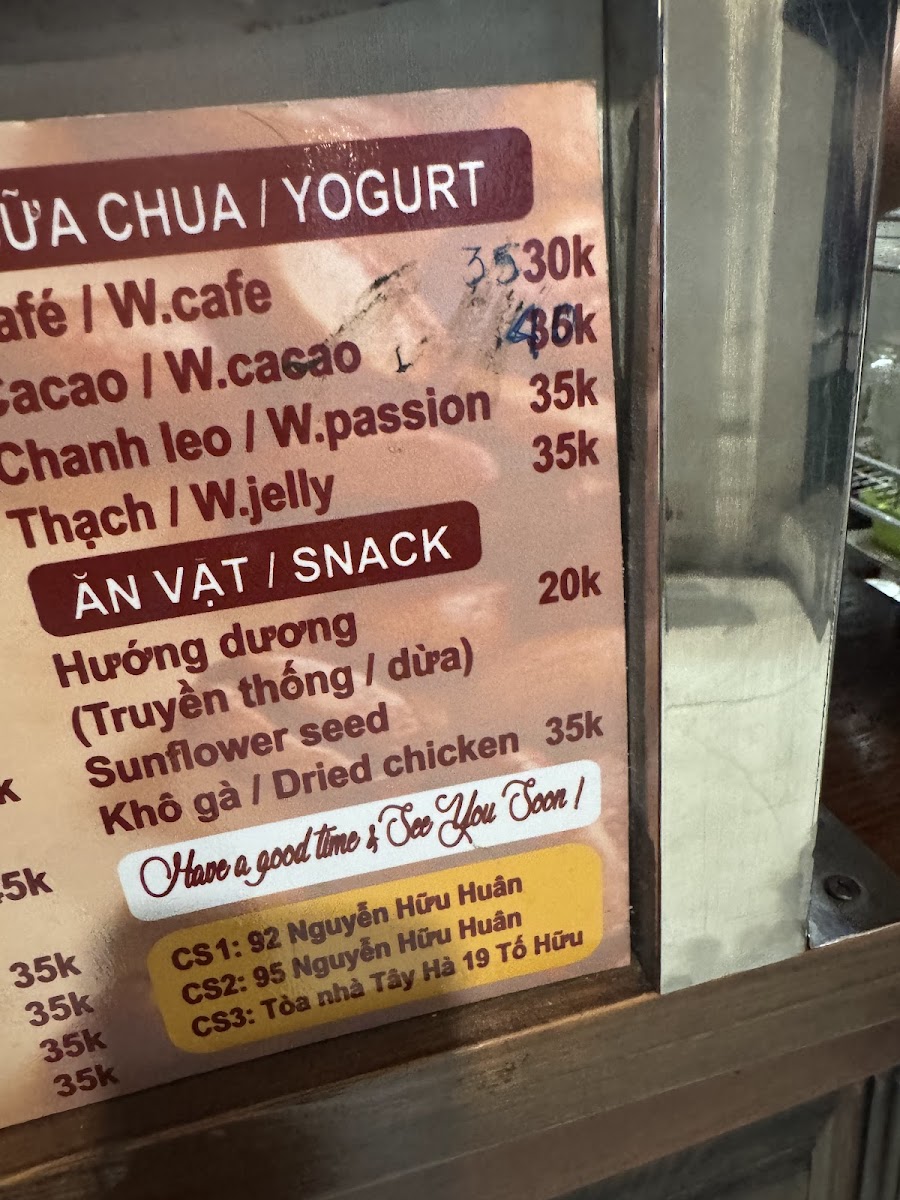 ỮA CHUA / YOGURT
afé / W.cafe 35 30k
Cacao / W.cacao 40
Chanh leo / W.passion 35k
Thạch / W.jelly 35k
ĂN VẶT / SNACK
Hướng dương 20k
(Truyền thống / dừa)
Sunflower seed
Khô gà / Dried chicken 35k
Have a good time & See You Soon !
CS1: 92 Nguyễn Hữu Huân
CS2: 95 Nguyễn Hữu Huân
CS3: Tòa nhà Tây Hà 19 Tố Hữu
k
5k
35k
35k
35k
35k